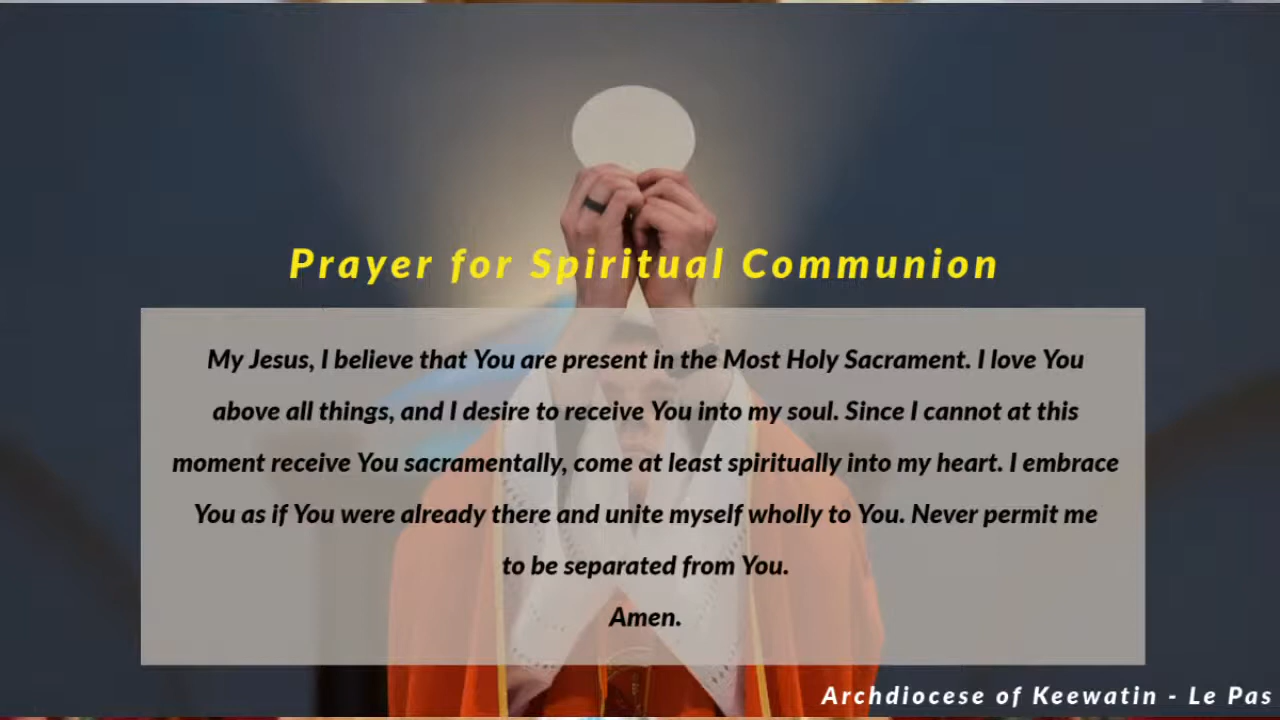 Prayer for Spiritual Communion
My Jesus, I believe that You are present in the Most Holy Sacrament. I love You
above all things, and I desire to receive You into my soul. Since I cannot at this
moment receive You sacramentally, come at least spiritually into my heart. I embrace
You as if You were already there and unite myself wholly to You. Never permit me
to be separated from You.
Amen.
Archdiocese of Keewatin - Le Pas